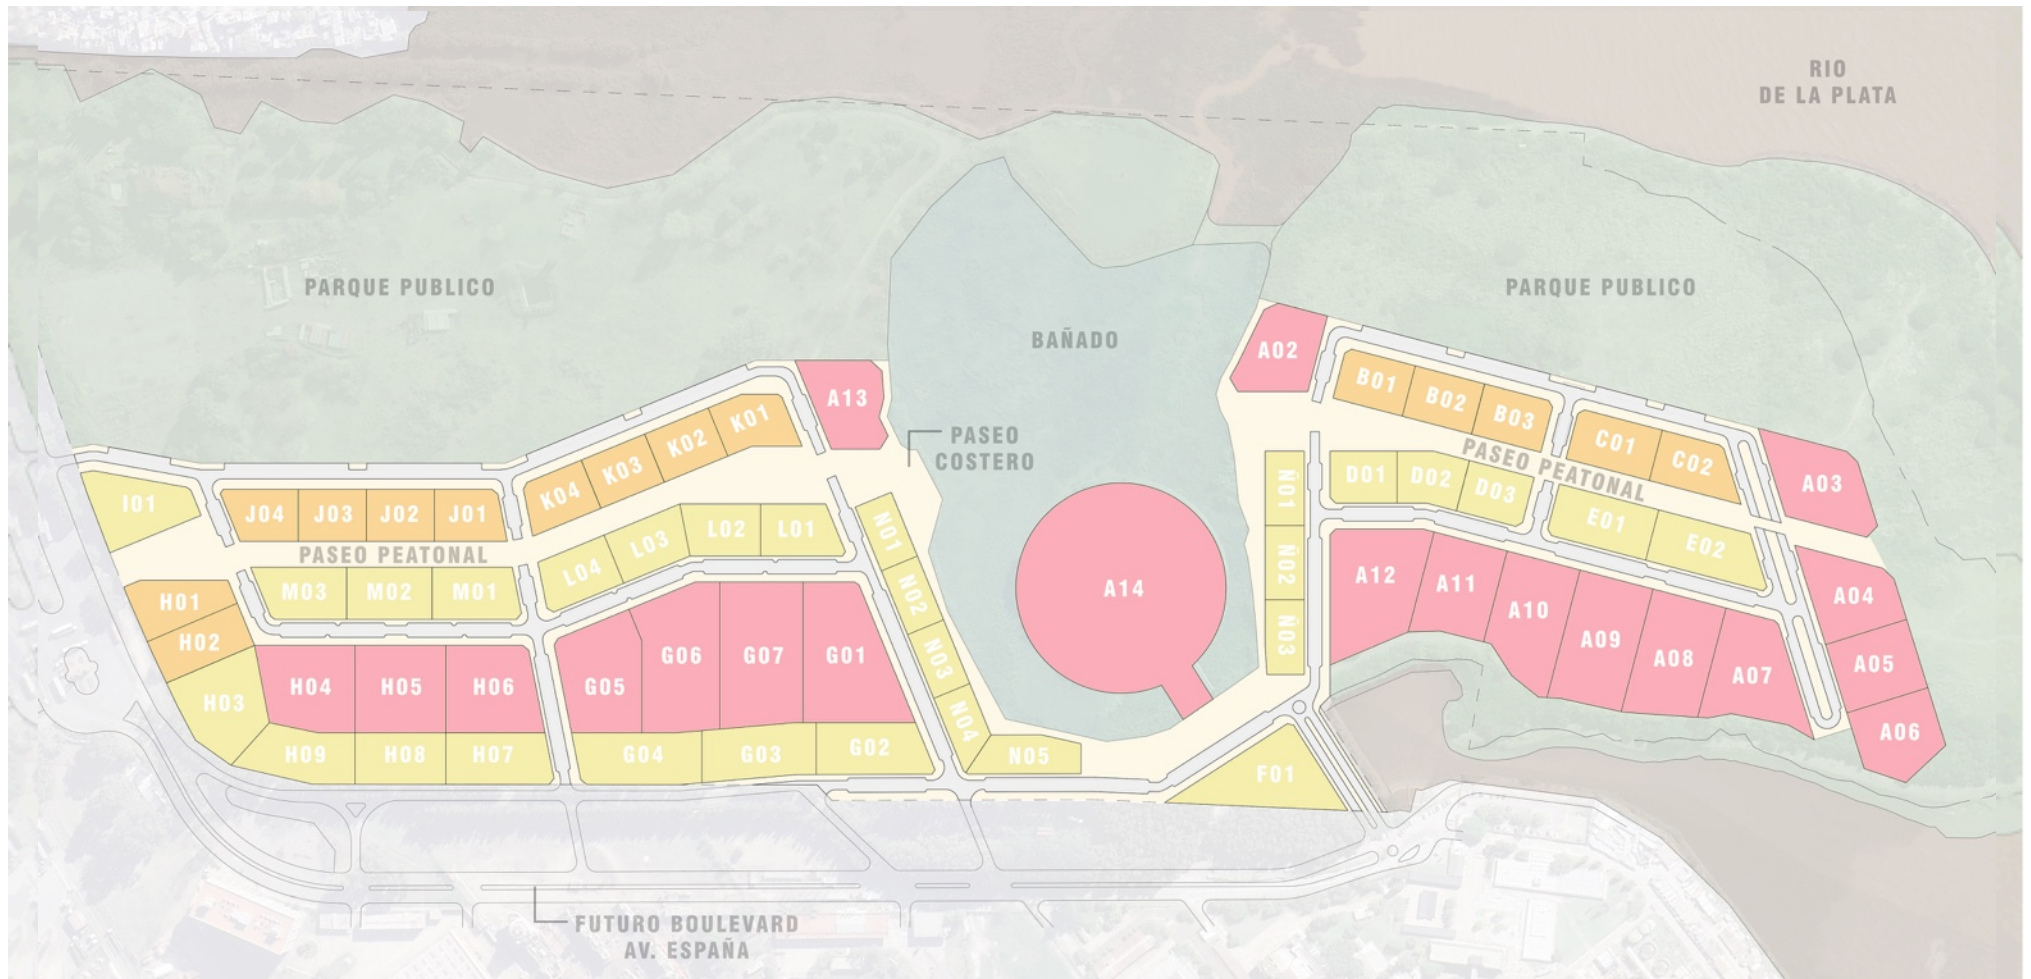 RIO
DE LA PLATA
PARQUE PUBLICO
PARQUE PUBLICO
BAÑADO
A02
A13
PASEO
COSTERO
B01
B02
B03
C01
C02
PASEO PEATONAL
A03
K01
K02
K03
K04
I01
J04
J03
J02
J01
PASEO PEATONAL
L04
L03
L02
L01
M03
M02
M01
N01
N02
N03
N04
N05
A14
Ñ01
Ñ02
Ñ03
D01
D02
D03
E01
E02
A12
A11
A10
A09
A08
A07
A04
A05
A06
H01
H02
H03
H04
H05
H06
G05
G06
G07
G01
H09
H08
H07
G04
G03
G02
F01
FUTURO BOULEVARD
AV. ESPAÑA